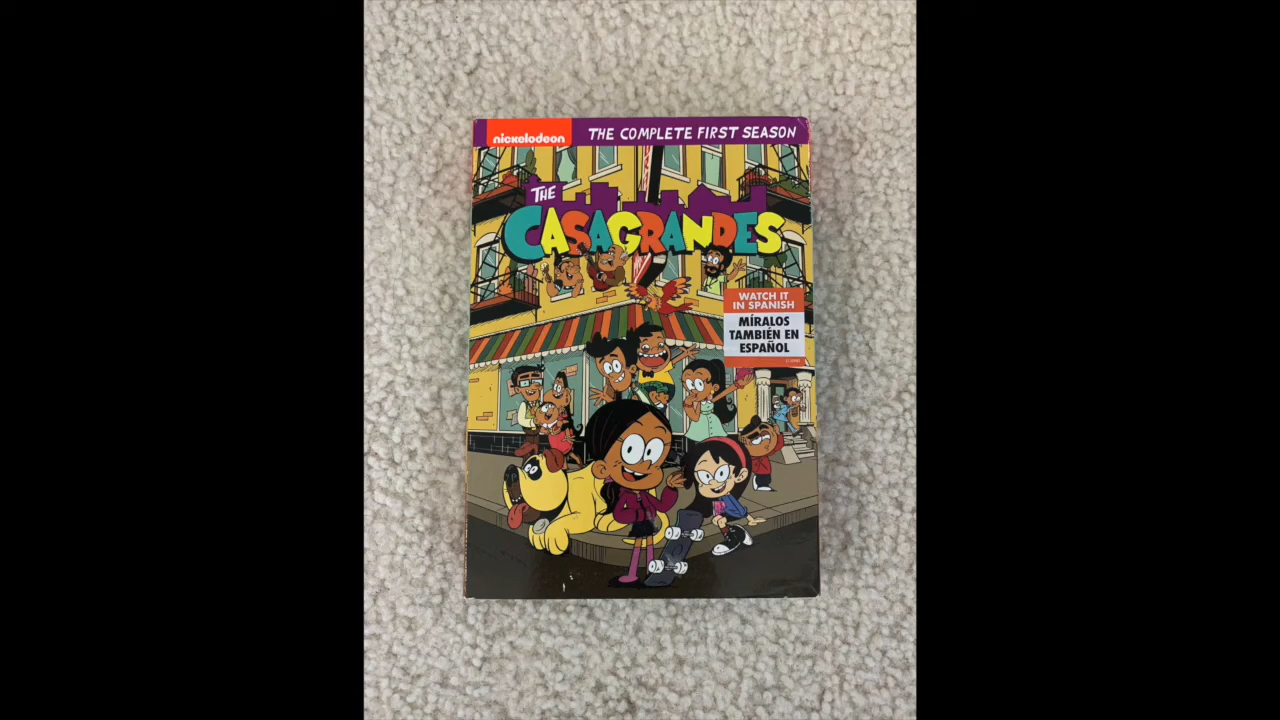 nickelodeon
THE COMPLETE FIRST SEASON
THE
CASAGRANDES
WATCH IT
IN SPANISH
MÍRALOS
TAMBIÉN EN
ESPAÑOL